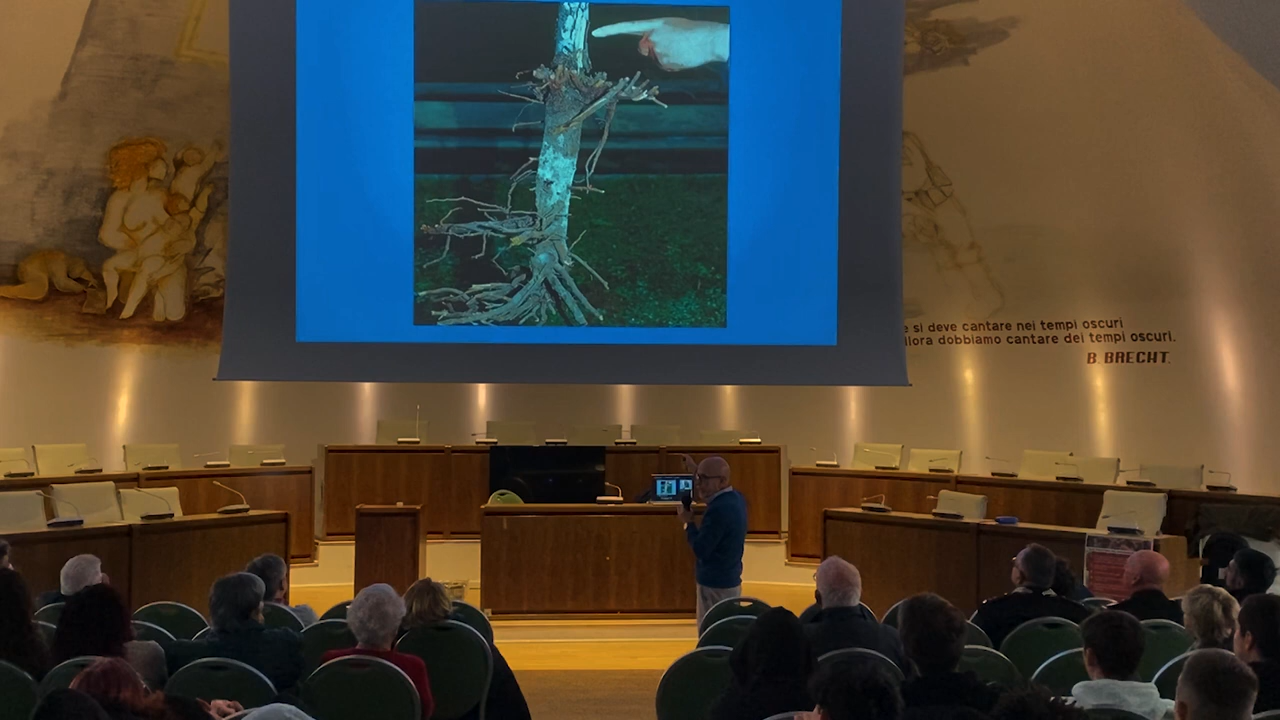 e si deve cantare nei tempi oscuri
llora dobbiamo cantare dei tempi oscuri.
B. BRECHT.